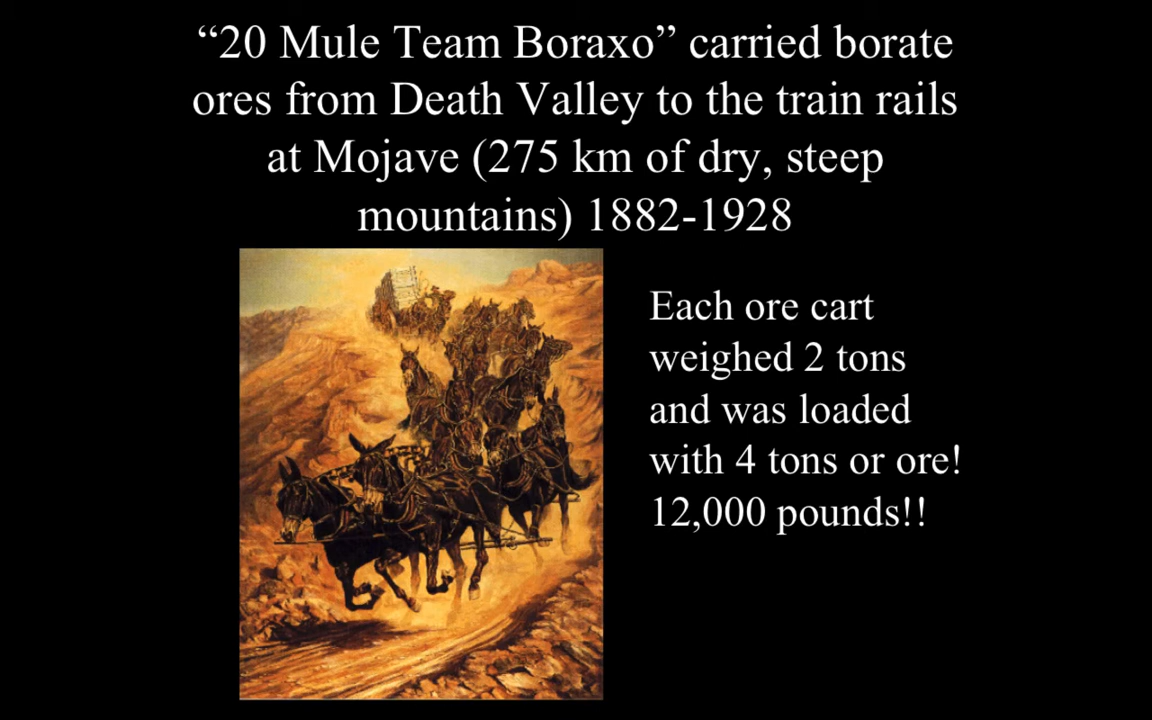 “20 Mule Team Boraxo” carried borate
ores from Death Valley to the train rails
at Mojave (275 km of dry, steep
mountains) 1882-1928
Each ore cart
weighed 2 tons
and was loaded
with 4 tons or ore!
12,000 pounds!!